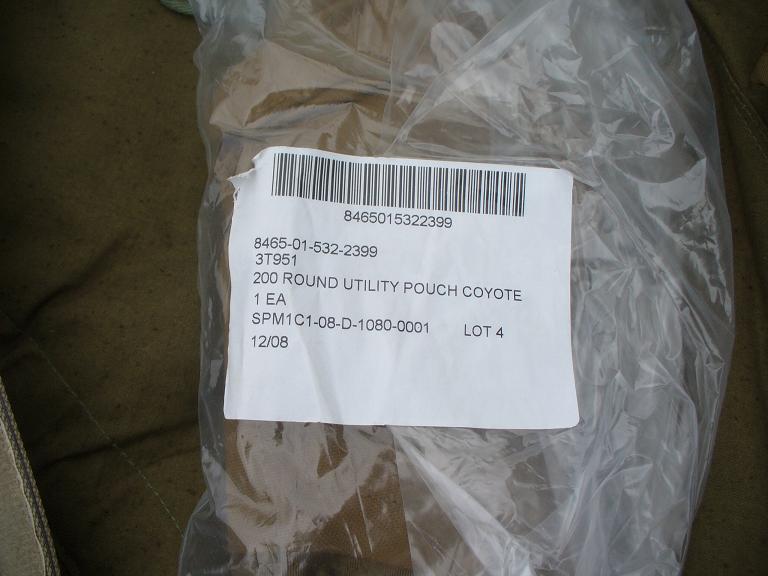 8465015322399
8465-01-532-2399
3T951
200 ROUND UTILITY POUCH COYOTE
1 EA
SPM1C1-08-D-1080-0001 LOT 4
12/08